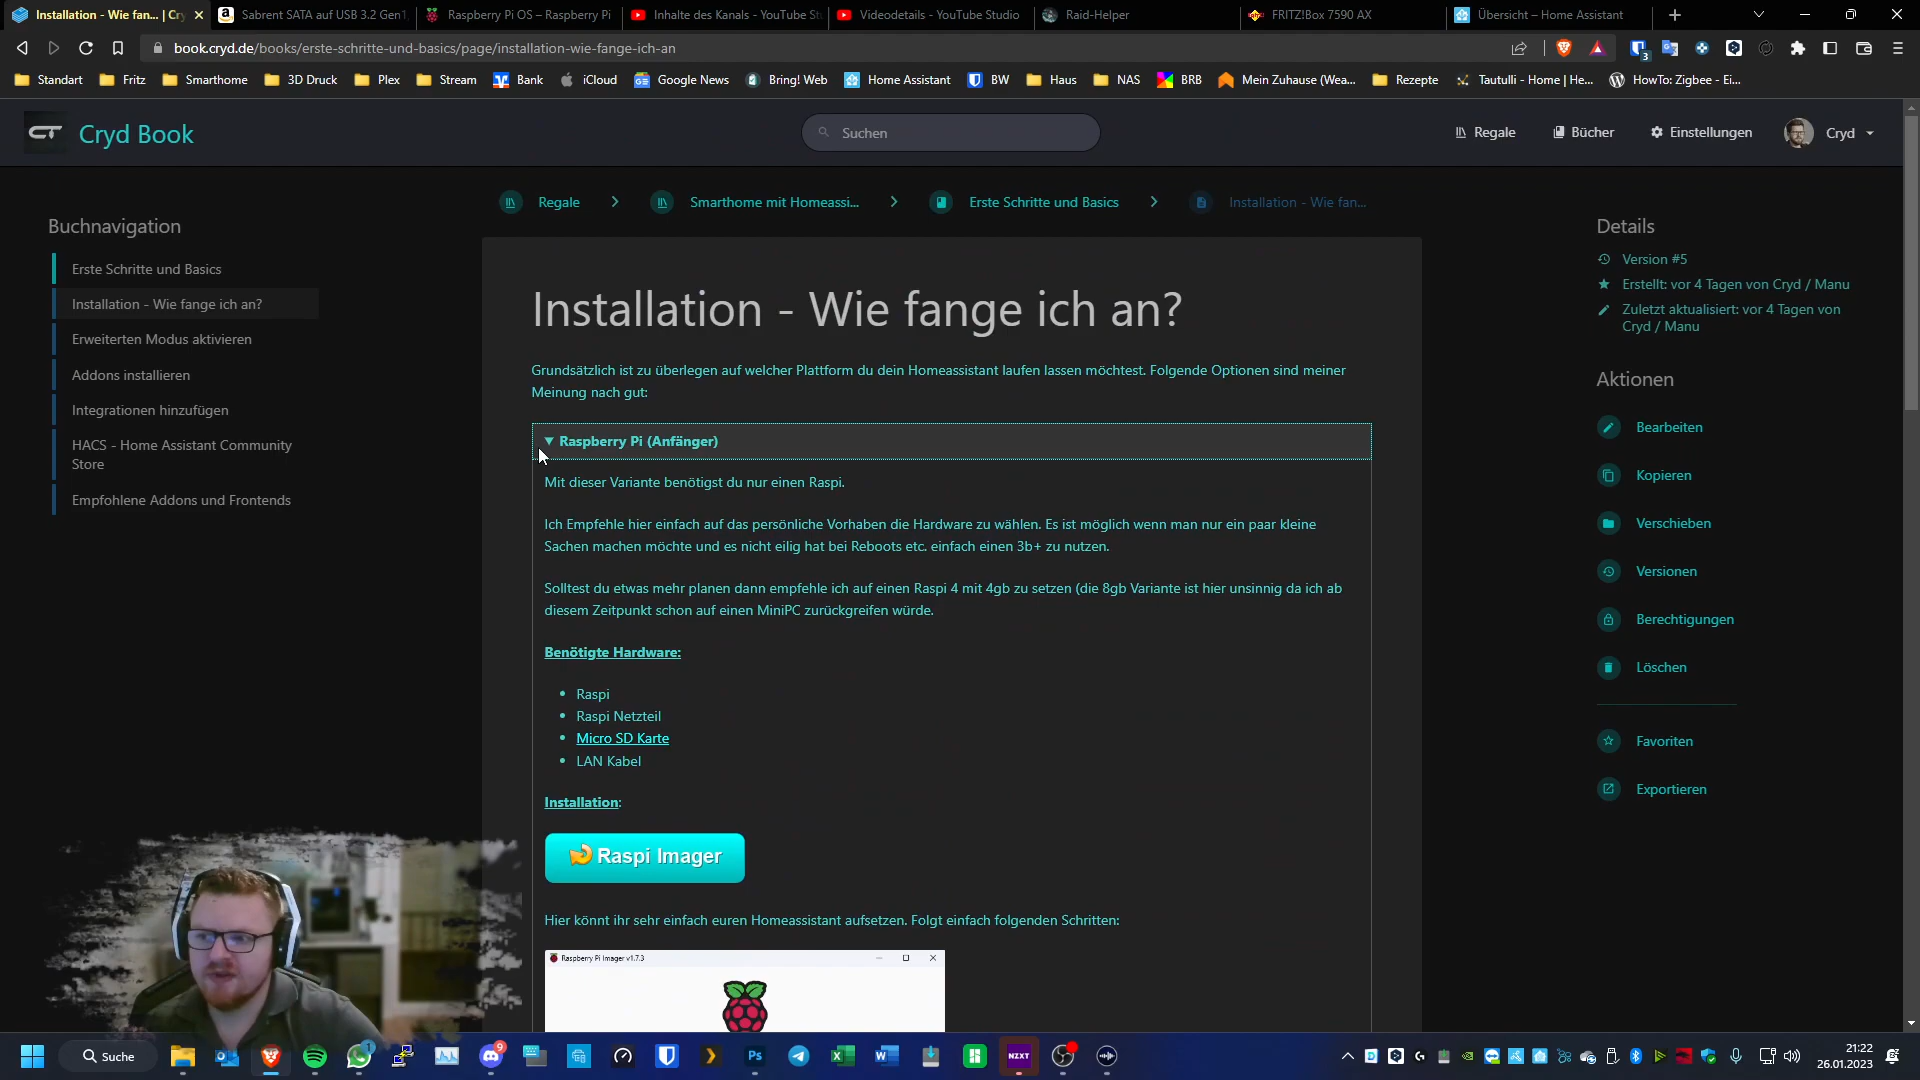 Installation - Wie fan... | Cr
Sabrent SATA auf USB 3.2 Gen1
Raspberry Pi OS – Raspberry Pi
Inhalte des Kanals - YouTube St
Videodetails - YouTube Studio
Raid-Helper
FRITZ!Box 7590 AX
Übersicht – Home Assistant
book.cryd.de/books/erste-schritte-und-basics/page/installation-wie-fange-ich-an
3
Standart
Fritz
Smarthome
3D Druck
Plex
Stream
Bank
iCloud
Google News
Bring! Web
Home Assistant
BW
Haus
NAS
BRB
Mein Zuhause (Wea...
Rezepte
Tautulli - Home | He...
HowTo: Zigbee - Ei...
CT
Cryd Book
Suchen
Regale
Bücher
Einstellungen
Cryd
Regale
Smarthome mit Homeassi...
Erste Schritte und Basics
Installation - Wie fan...
Buchnavigation
Erste Schritte und Basics
Installation - Wie fange ich an?
Erweiterten Modus aktivieren
Addons installieren
Integrationen hinzufügen
HACS - Home Assistant Community
Store
Empfohlene Addons und Frontends
Installation - Wie fange ich an?
Grundsätzlich ist zu überlegen auf welcher Plattform du dein Homeassistant laufen lassen möchtest. Folgende Optionen sind meiner
Meinung nach gut:
Raspberry Pi (Anfänger)
Mit dieser Variante benötigst du nur einen Raspi.
Ich Empfehle hier einfach auf das persönliche Vorhaben die Hardware zu wählen. Es ist möglich wenn man nur ein paar kleine
Sachen machen möchte und es nicht eilig hat bei Reboots etc. einfach einen 3b+ zu nutzen.
Solltest du etwas mehr planen dann empfehle ich auf einen Raspi 4 mit 4gb zu setzen (die 8gb Variante ist hier unsinnig da ich ab
diesem Zeitpunkt schon auf einen MiniPC zurückgreifen würde.
Benötigte Hardware:
Raspi
Raspi Netzteil
Micro SD Karte
LAN Kabel
Installation:
Raspi Imager
Hier könnt ihr sehr einfach euren Homeassistant aufsetzen. Folgt einfach folgenden Schritten:
Raspberry Pi Imager v1.7.3
Details
Version #5
Erstellt: vor 4 Tagen von Cryd / Manu
Zuletzt aktualisiert: vor 4 Tagen von
Cryd / Manu
Aktionen
Bearbeiten
Kopieren
Verschieben
Versionen
Berechtigungen
Löschen
Favoriten
Exportieren
Suche
1
9
Ps
NZXT
21:22
26.01.2023